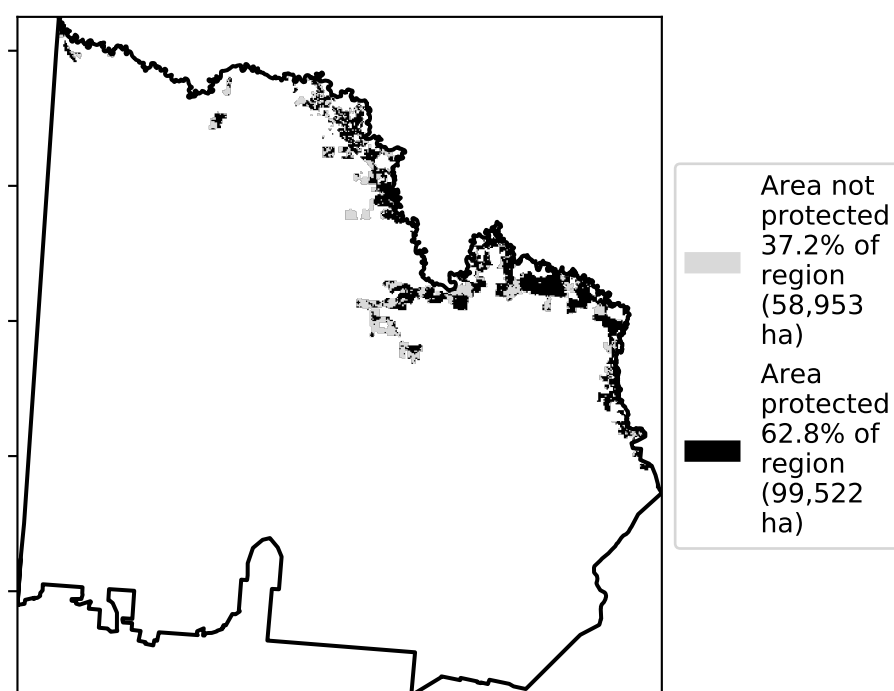 Area not
protected
37.2% of
region
(58,953
ha)
Area
protected
62.8% of
region
(99,522
ha)